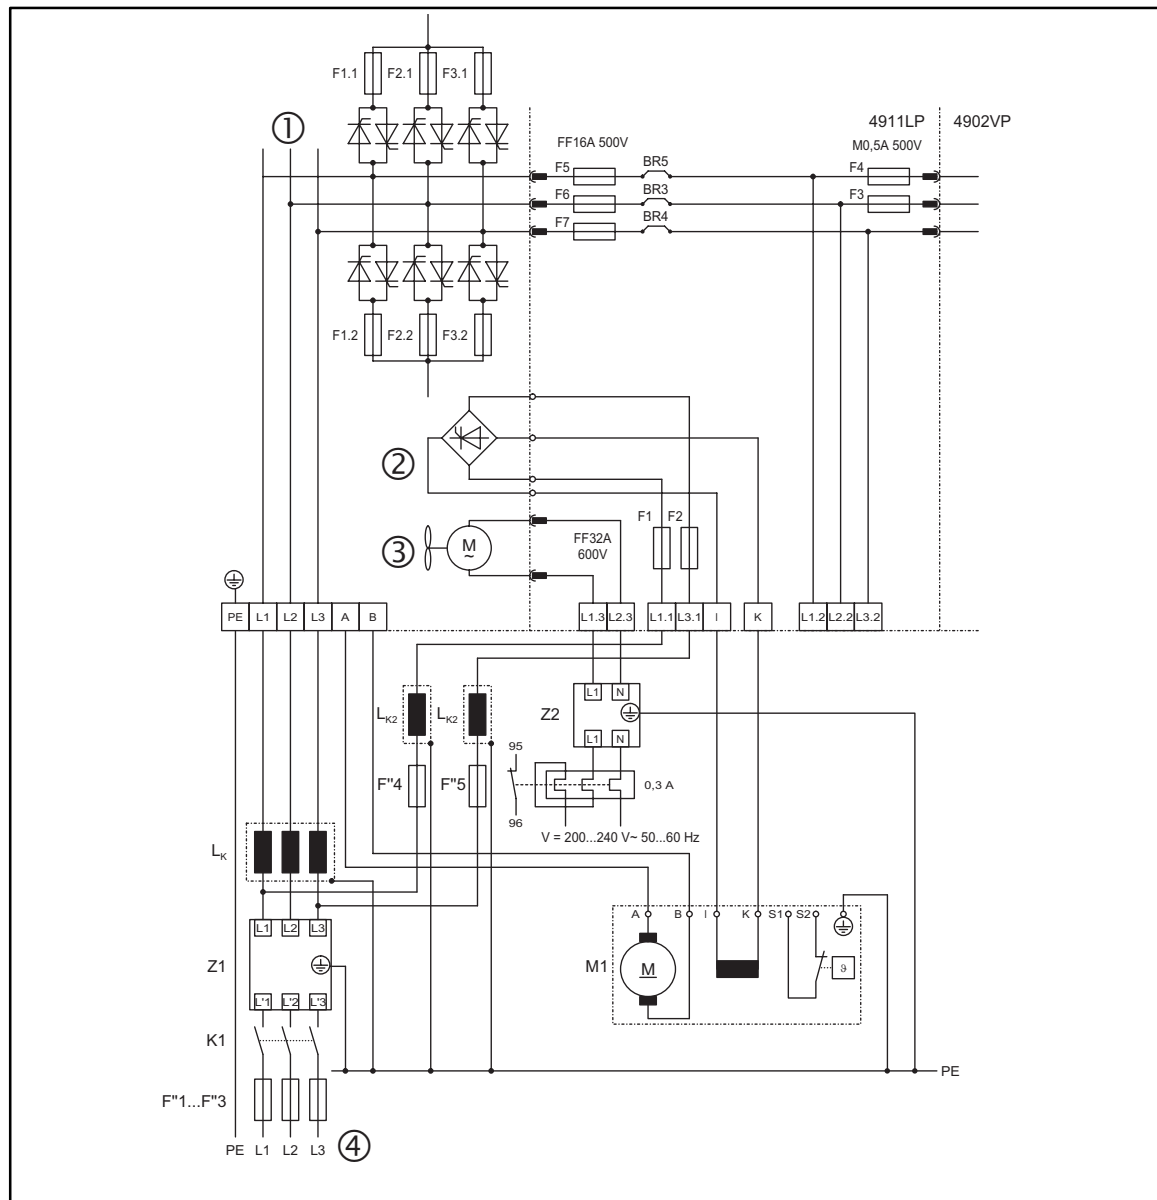 F1.1 F2.1 F3.1
①
4911LP 4902VP
FF16A 500V M0,5A 500V
F5 BR5 F4
F6 BR3 F3
F7 BR4
F1.2 F2.2 F3.2
②
F1 F2
③ M ~ FF32A
600V
PE L1 L2 L3 A B L1.3 L2.3 L1.1 L3.1 I K L1.2 L2.2 L3.2
L1 N
LK2 LK2 Z2
L1 N
95
F"4 F"5 0,3 A
96
V = 200...240 V~ 50...60 Hz
LK
A B I K S1 S2
L1 L2 L3
Z1 M1 M ϑ
L'1 L'2 L'3
K1
PE
F"1...F"3
PE L1 L2 L3 ④